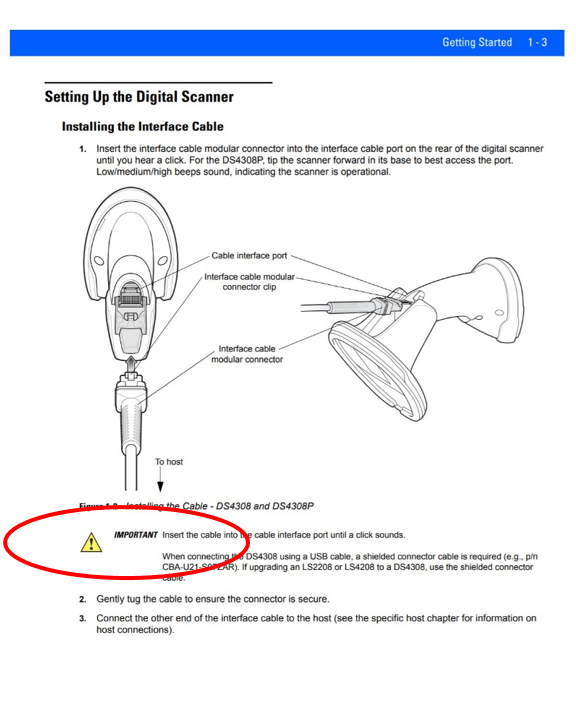 Getting Started 1 - 3
Setting Up the Digital Scanner
Installing the Interface Cable
1. Insert the interface cable modular connector into the interface cable port on the rear of the digital scanner
until you hear a click. For the DS4308P, tip the scanner forward in its base to best access the port.
Low/medium/high beeps sound, indicating the scanner is operational.
Cable interface port
Interface cable modular
connector clip
Interface cable
modular connector
To host
Installing the Cable - DS4308 and DS4308P
IMPORTANT Insert the cable into the cable interface port until a click sounds.
When connecting the DS4308 using a USB cable, a shielded connector cable is required (e.g., p/n
If upgrading an LS2208 or LS4208 to a DS4308, use the shielded connector
cable.
2. Gently tug the cable to ensure the connector is secure.
3. Connect the other end of the interface cable to the host (see the specific host chapter for information on
host connections).